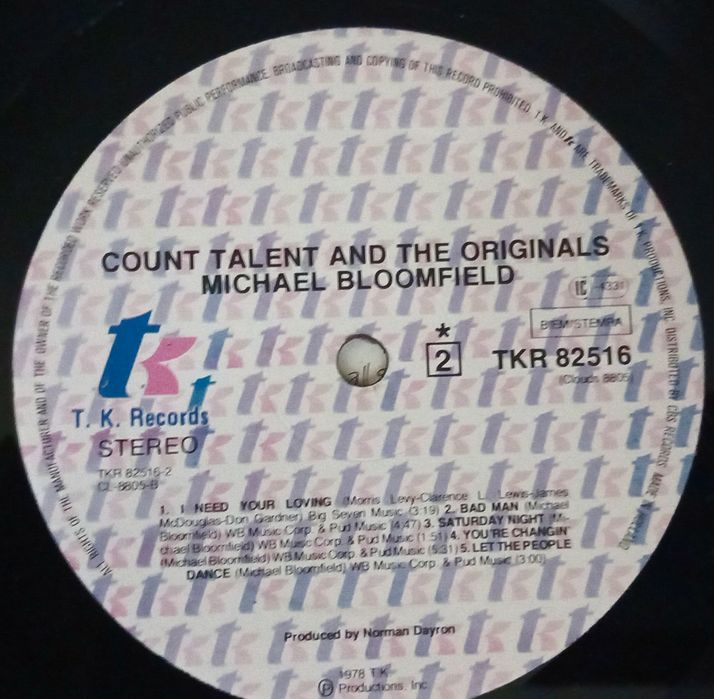 ALL RIGHTS OF THE MANUFACTURER AND OF THE OWNER OF THE RECORDED WORK RESERVED UNAUTHORIZED PUBLIC PERFORMANCE. BROADCASTING AND COPYING OF THIS RECORD PROHIBITED. T.K. AND tk ARE TRADEMARKS OF T.K. PRODUCTIONS, INC. DISTRIBUTED BY CBS RECORDS MADE
COUNT TALENT AND THE ORIGINALS
MICHAEL BLOOMFIELD
IC 4331
BIEM/STEMRA
*
2
TKR 82516
(Clouds 8805)
tk
T. K. Records
STEREO
TKR 82516-2
CL-8805-B
1. I NEED YOUR LOVING (Morris Levy-Clarence L. Lewis-James
McDouglas-Don Gardner) Big Seven Music (3:19) 2. BAD MAN (Michael
Bloomfield) WB Music Corp. & Pud Music (4:47) 3. SATURDAY NIGHT (Mi-
chael Bloomfield) WB Music Corp. & Pud Music (1:51) 4. YOU'RE CHANGIN'
(Michael Bloomfield) WB Music Corp. & Pud Music (5:31) 5. LET THE PEOPLE
DANCE (Michael Bloomfield) WB Music Corp. & Pud Music (3:00)
Produced by Norman Dayron
1978 T.K.
Ⓟ Productions, Inc